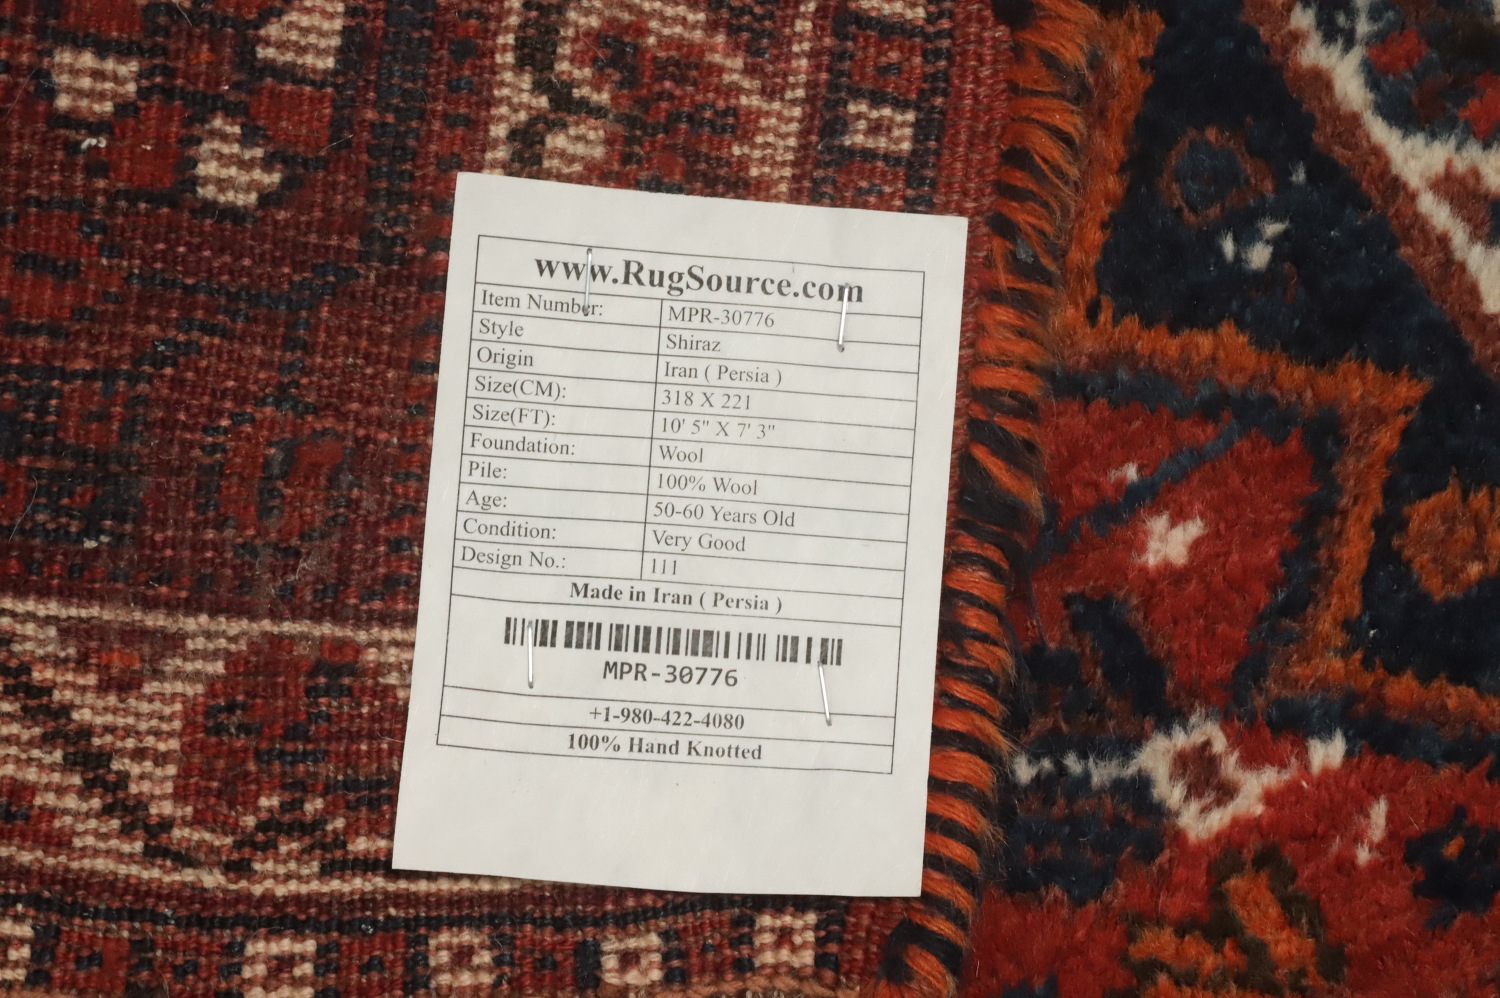 www.RugSource.com
Item Number: MPR-30776
Style Shiraz
Origin Iran ( Persia )
Size(CM): 318 X 221
Size(FT): 10' 5" X 7' 3"
Foundation: Wool
Pile: 100% Wool
Age: 50-60 Years Old
Condition: Very Good
Design No.: 111
Made in Iran ( Persia )
MPR-30776
+1-980-422-4080
100% Hand Knotted